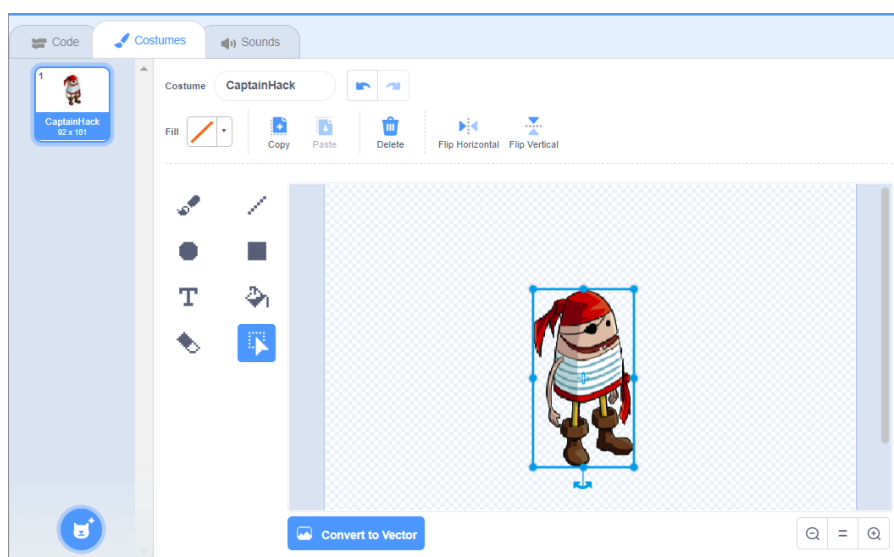 Code
Costumes
Sounds
1
CaptainHack
92 x 161
Costume
CaptainHack
Fill
Copy
Paste
Delete
Flip Horizontal
Flip Vertical
T
Convert to Vector